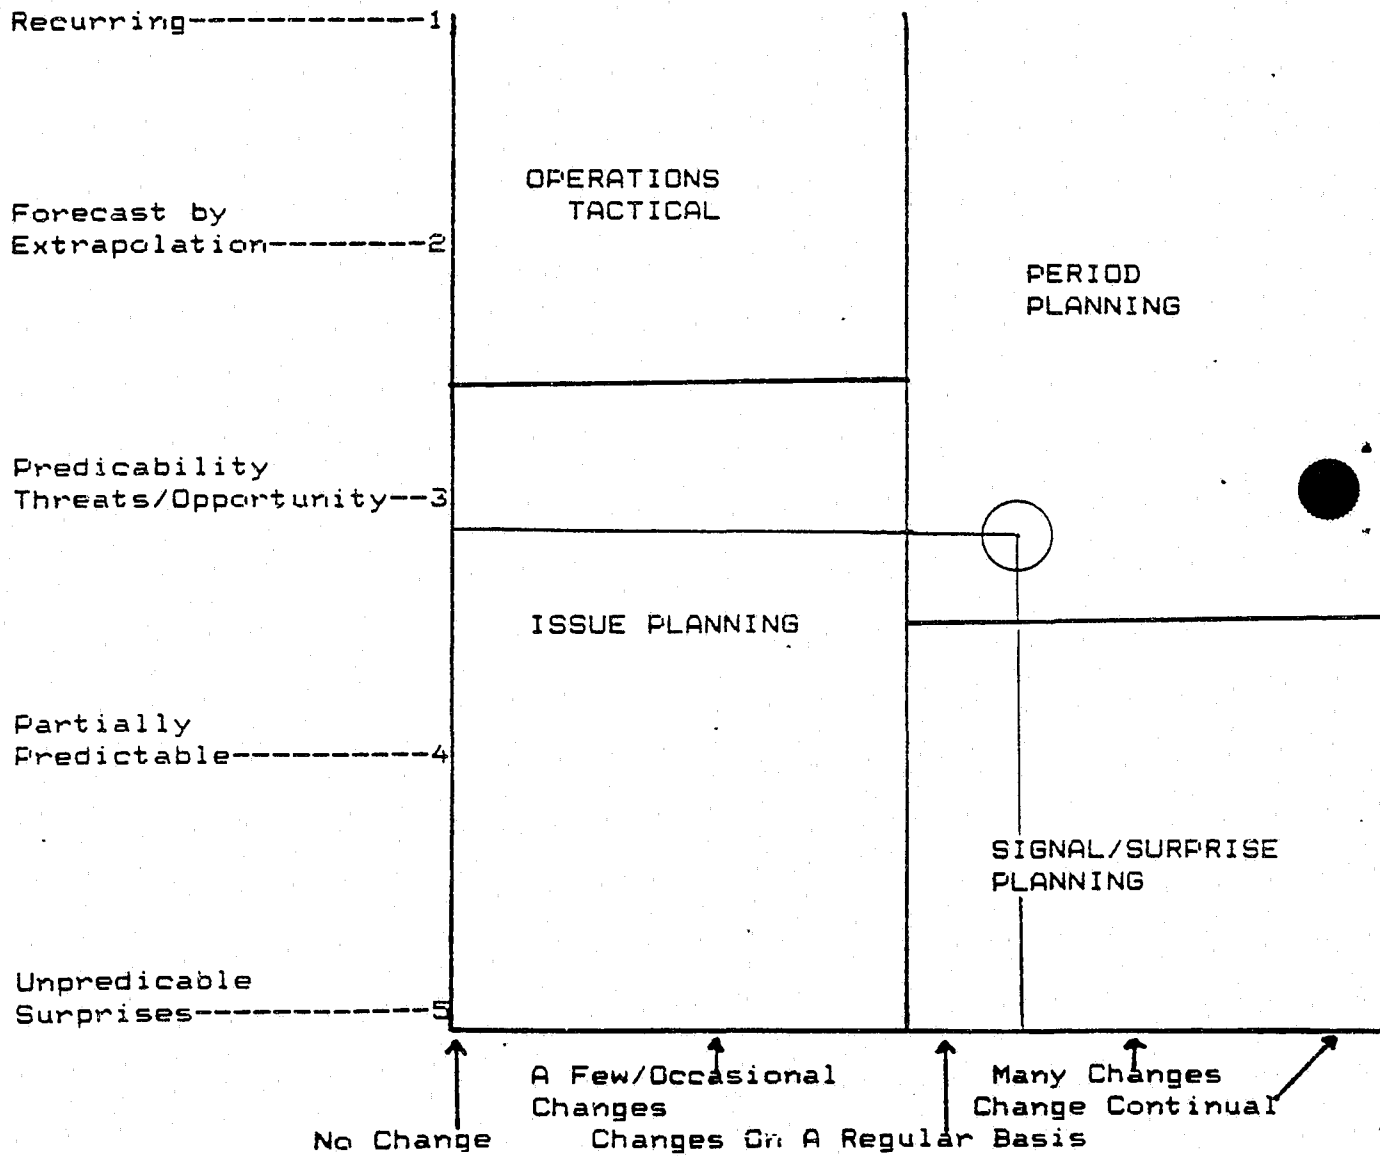 Recurring------------1
OPERATIONS
TACTICAL
Forecast by
Extrapolation--------2
PERIOD
PLANNING
Predicability
Threats/Opportunity--3
ISSUE PLANNING
Partially
Predictable----------4
SIGNAL/SURPRISE
PLANNING
Unpredicable
Surprises------------5
A Few/Occasional
Changes
Many Changes
Change Continual
No Change
Changes On A Regular Basis